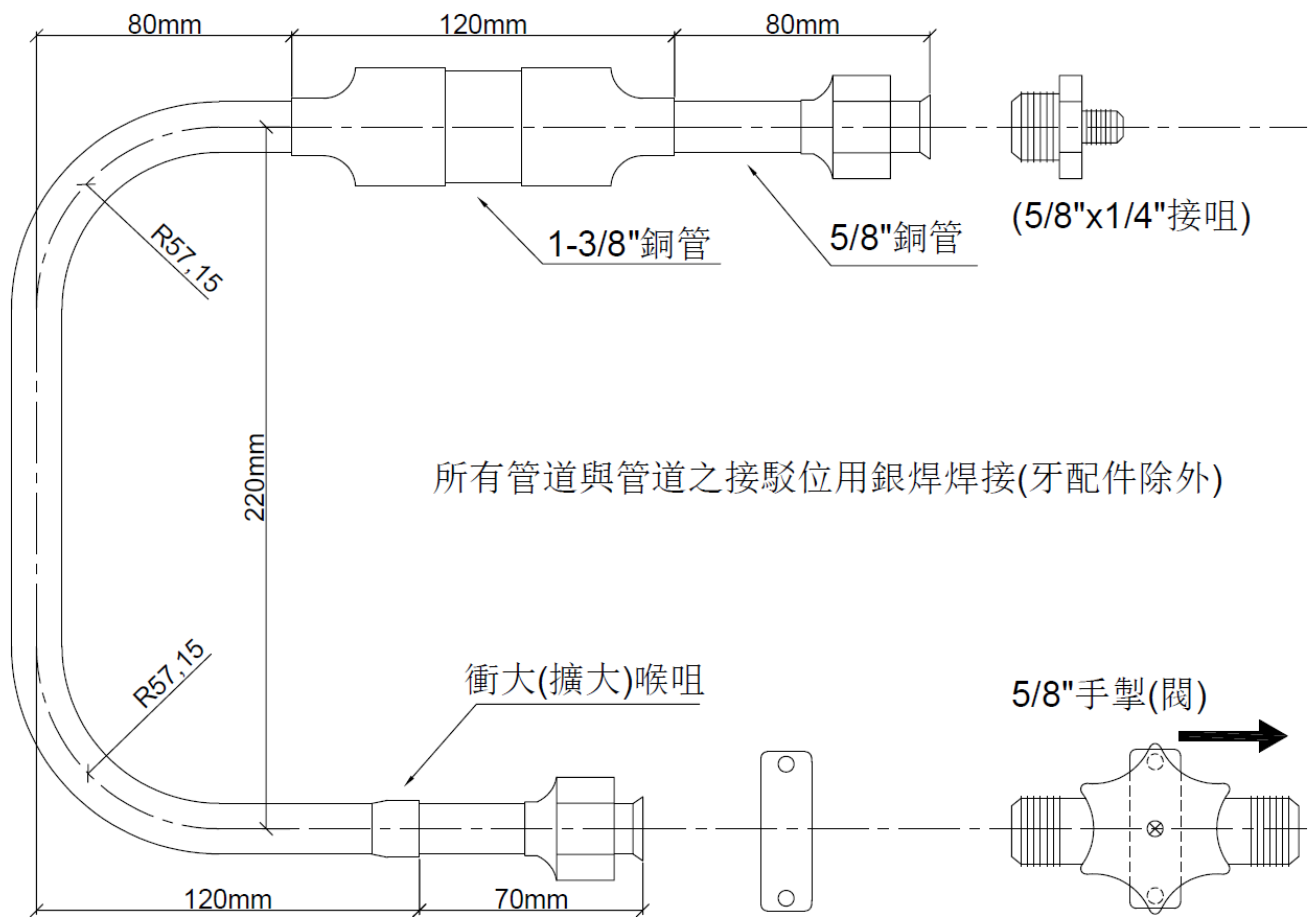 80mm
120mm
80mm
(5/8"x1/4"接咀)
1-3/8"銅管
5/8"銅管
R57,15
220mm
所有管道與管道之接駁位用銀焊焊接(牙配件除外)
R57,15
衝大(擴大)喉咀
5/8"手掣(閥)
120mm
70mm